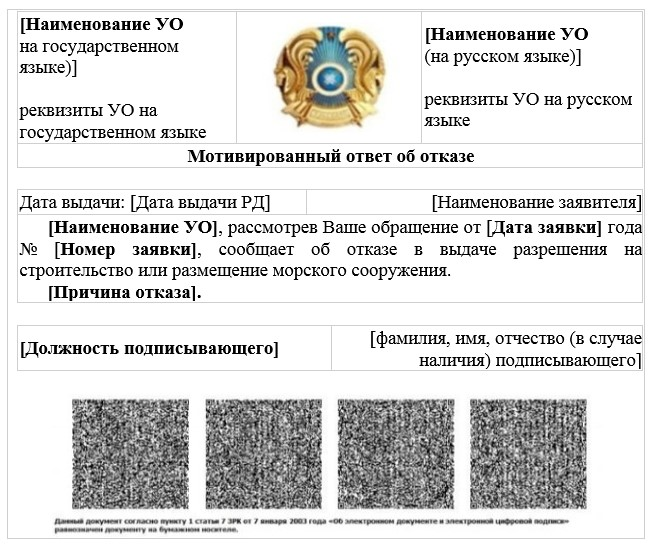 [Наименование УО
на государственном
языке)]
реквизиты УО на
государственном языке
[Наименование УО
(на русском языке)]
реквизиты УО на русском
языке
Мотивированный ответ об отказе
Дата выдачи: [Дата выдачи РД]
[Наименование заявителя]
[Наименование УО], рассмотрев Ваше обращение от [Дата заявки] года
№ [Номер заявки], сообщает об отказе в выдаче разрешения на
строительство или размещение морского сооружения.
[Причина отказа].
[Должность подписывающего]
[фамилия, имя, отчество (в случае
наличия) подписывающего]
Данный документ согласно пункту 1 статьи 7 ЗРК от 7 января 2003 года «Об электронном документе и электронной цифровой подписи»
равнозначен документу на бумажном носителе.